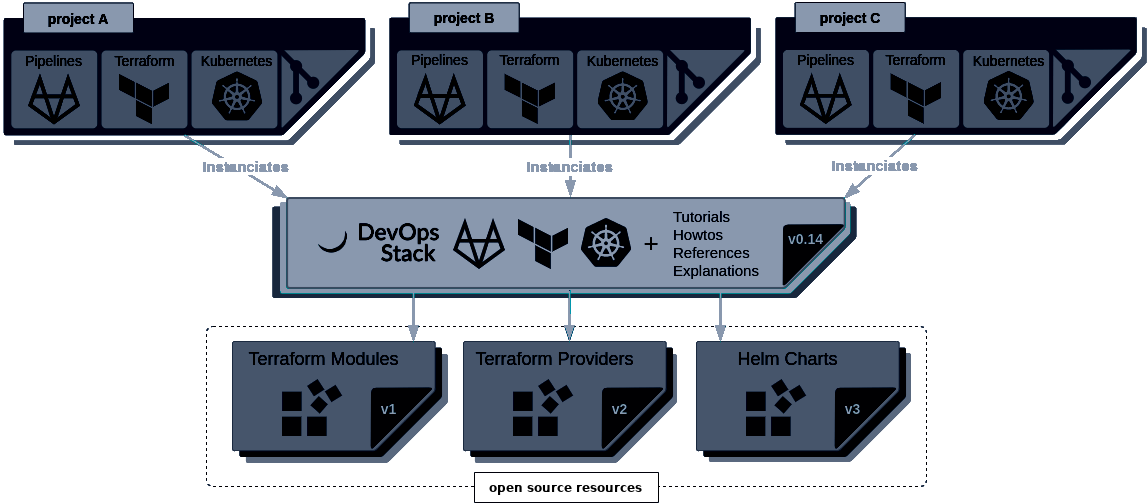 project A
project B
project C
Pipelines Terraform Kubernetes
Pipelines Terraform Kubernetes
Pipelines Terraform Kubernetes
Instanciates
Instanciates
Instanciates
DevOps
Stack
+
Tutorials
Howtos
References
Explanations
v0.14
Terraform Modules
v1
Terraform Providers
v2
Helm Charts
v3
open source resources